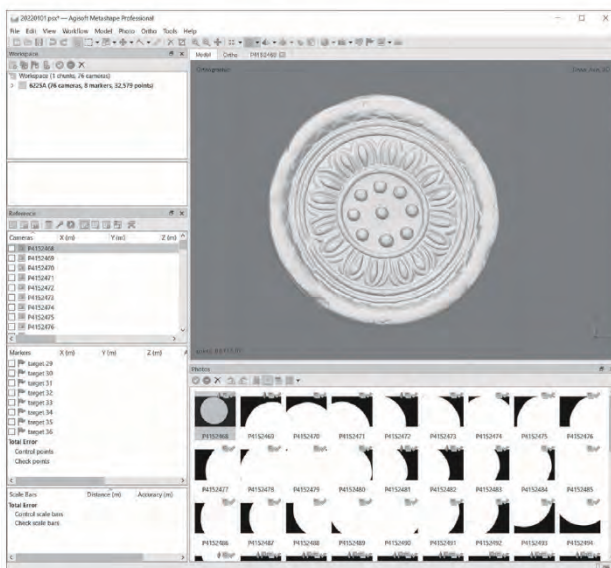 20220101.psx* — Agisoft Metashape Professional
File Edit View Workflow Model Photo Ortho Tools Help
Workspace
Workspace (1 chunks, 76 cameras)
6225A (76 cameras, 8 markers, 32,579 points)
Model Ortho P4152460
Reference
Cameras X (m) Y (m) Z (m)
P4152468
P4152469
P4152470
P4152471
P4152472
P4152473
P4152474
P4152475
P4152476
Markers X (m) Y (m) Z (m)
target 29
target 30
target 31
target 32
target 33
target 34
target 35
target 36
Total Error
Control points
Check points
Scale Bars Distance (m) Accuracy (m)
Total Error
Control scale bars
Check scale bars
Photos
P4152468 P4152469 P4152470 P4152471 P4152472 P4152473 P4152474 P4152475 P4152476
P4152477 P4152478 P4152479 P4152480 P4152481 P4152482 P4152483 P4152484 P4152485
P4152486 P4152487 P4152488 P4152489 P4152490 P4152491 P4152492 P4152493 P4152494